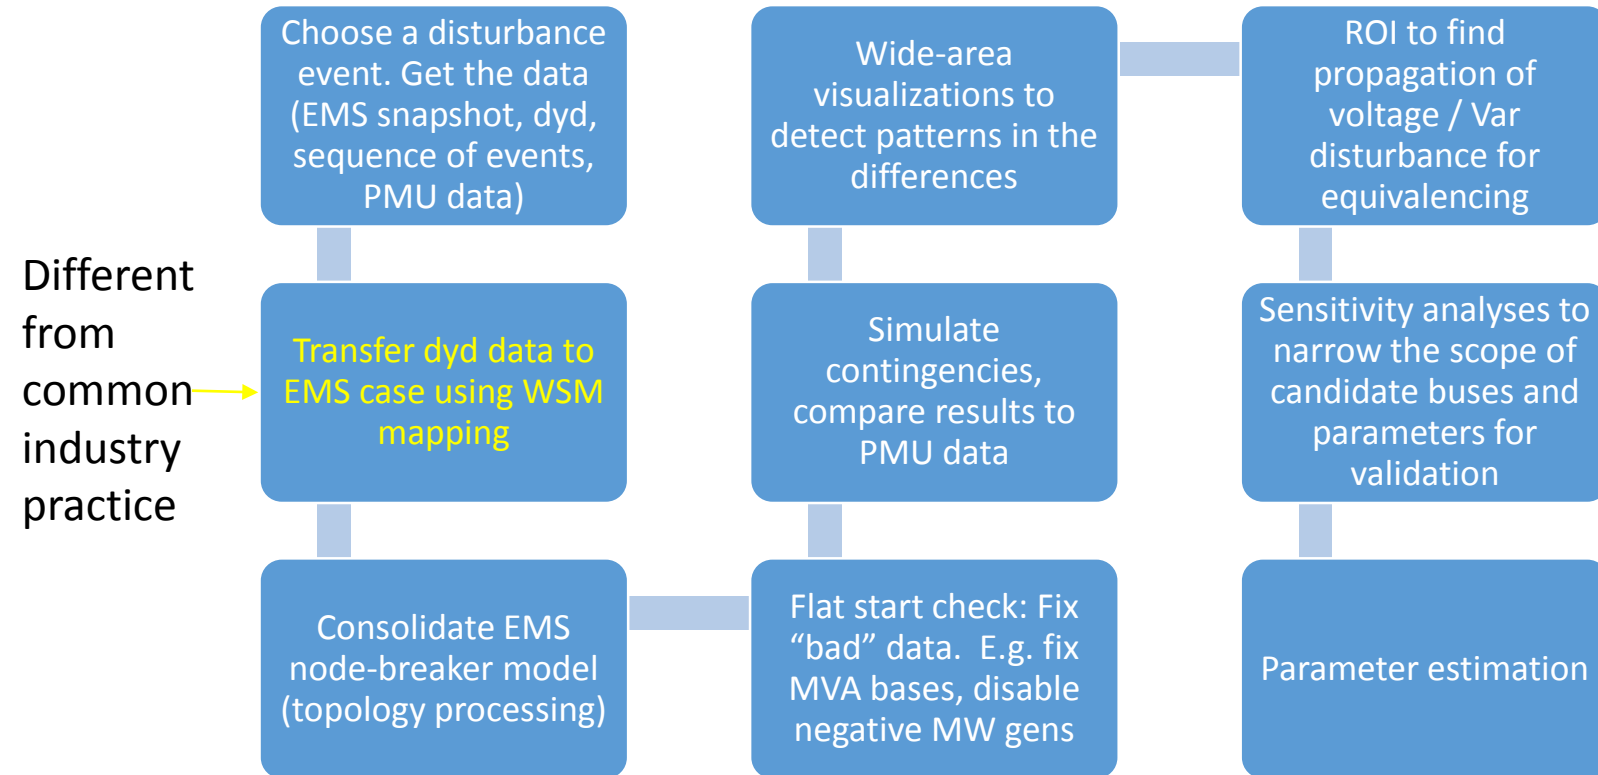 Choose a disturbance
event. Get the data
(EMS snapshot, dyd,
sequence of events,
PMU data)
Different
from
common
industry
practice
Transfer dyd data to
EMS case using WSM
mapping
Consolidate EMS
node-breaker model
(topology processing)
Flat start check: Fix
“bad” data.  E.g. fix
MVA bases, disable
negative MW gens
Simulate
contingencies,
compare results to
PMU data
Wide-area
visualizations to
detect patterns in the
differences
ROI to find
propagation of
voltage / Var
disturbance for
equivalencing
Sensitivity analyses to
narrow the scope of
candidate buses and
parameters for
validation
Parameter estimation